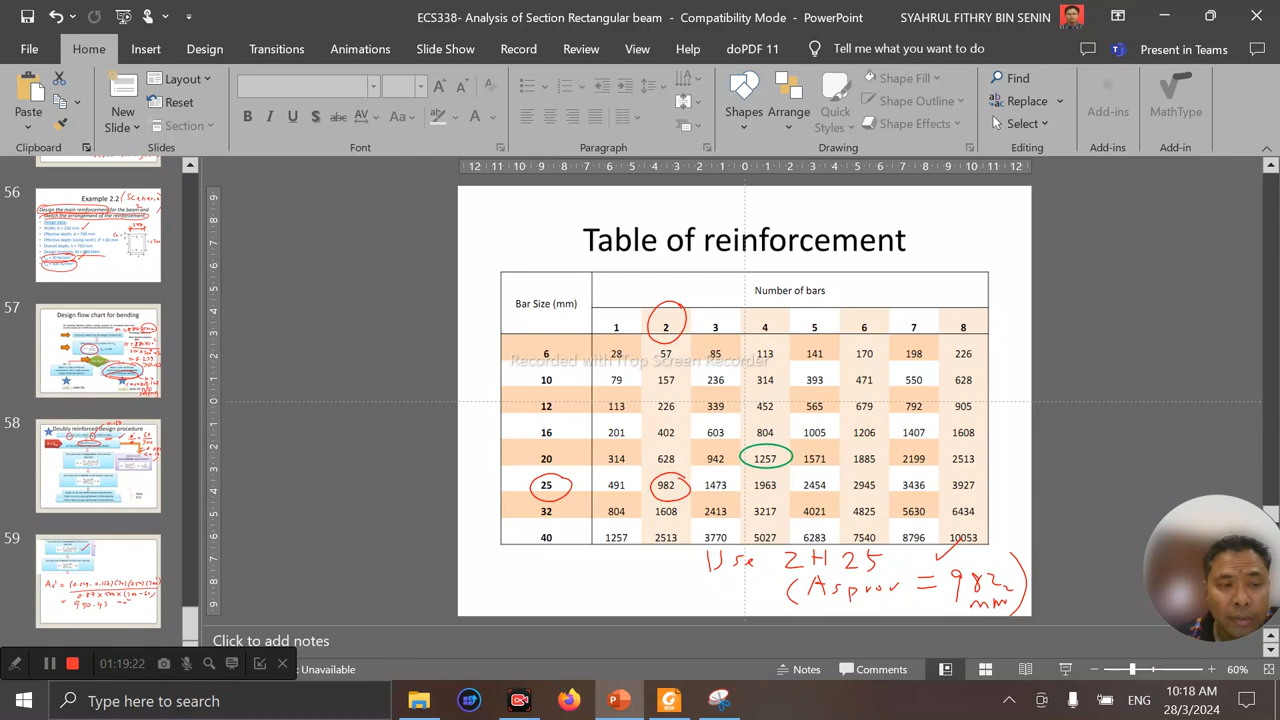 ECS338- Analysis of Section Rectangular beam - Compatibility Mode - PowerPoint
SYAHRUL FITHRY BIN SENIN
File Home Insert Design Transitions Animations Slide Show Record Review View Help doPDF 11 Tell me what you want to do Present in Teams
Paste
New Slide
Layout
Reset
Section
Shapes
Arrange
Quick Styles
Shape Fill
Shape Outline
Shape Effects
Find
Replace
Select
Add-ins
MathType
Clipboard Slides Font Paragraph Drawing Editing Add-ins Add-in
56
Example 2.2
57
Design flow chart for bending
58
Doubly reinforced design procedure
59
Table of reinforcement
Bar Size (mm) Number of bars
1 2 3 4 5 6 7 8
6 28 57 85 115 141 170 198 226
Recorded with iTop Screen Recorder
10 79 157 236 314 393 471 550 628
12 113 226 339 452 565 679 792 905
201 402 603 804 1005 1206 1407 1608
20 314 628 942 1257 1571 1885 2199 2513
25 491 982 1473 1963 2454 2945 3436 3927
32 804 1608 2413 3217 4021 4825 5630 6434
40 1257 2513 3770 5027 6283 7540 8796 10053
Use 2H25
(Asprov = 982 mm²)
Click to add notes
01:19:22
Unavailable
Notes Comments 60%
Type here to search
ENG
10:18 AM
28/3/2024